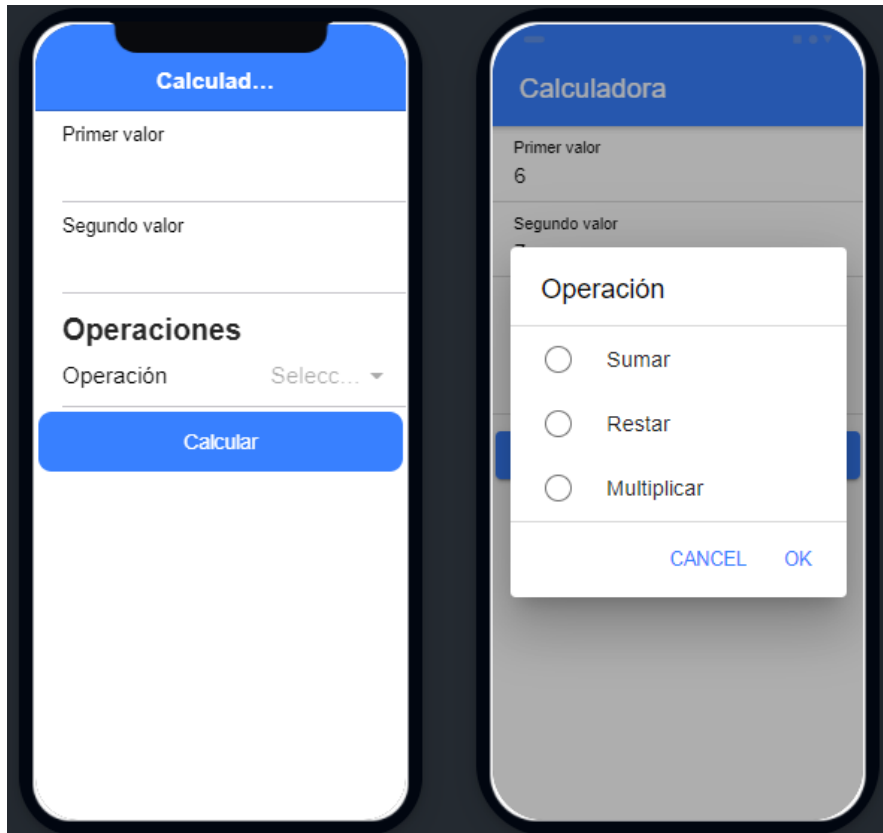 Calculad...
Primer valor
Segundo valor
Operaciones
Operación Selecc...
Calcular
Calculadora
Primer valor
6
Segundo valor
Operación
Sumar
Restar
Multiplicar
CANCEL OK